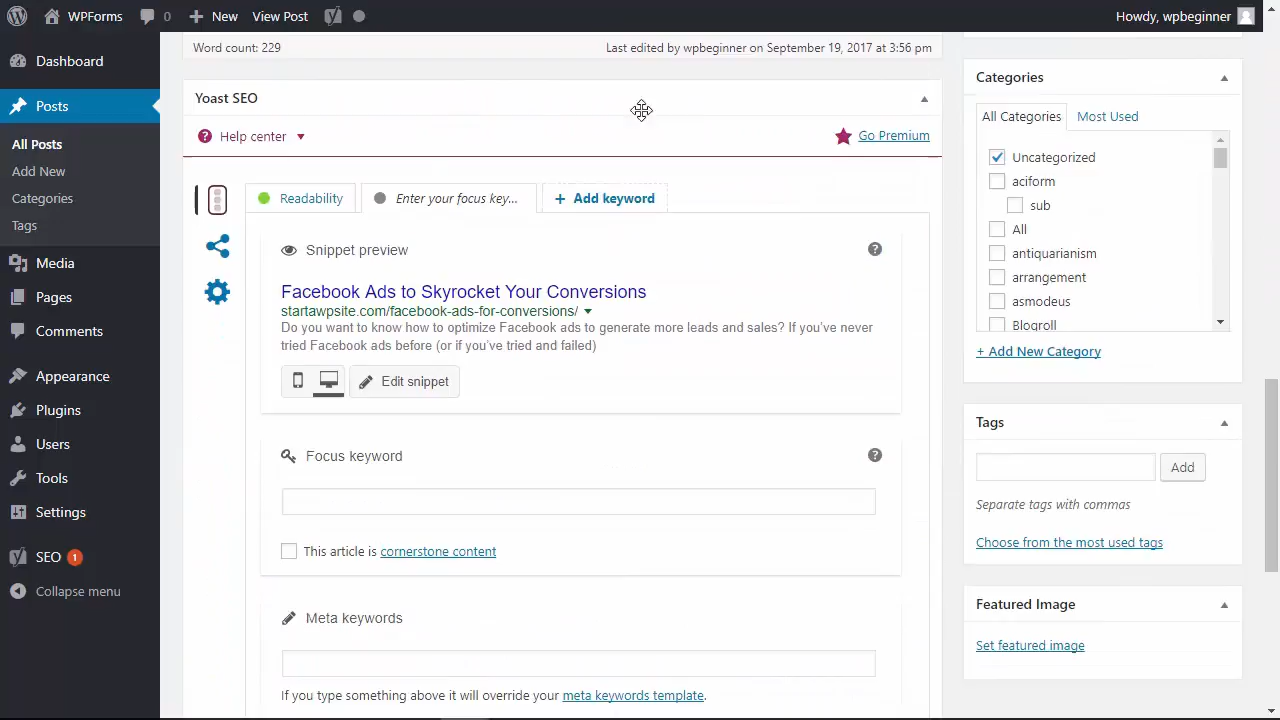 WPForms
0
New
View Post
Howdy, wpbeginner
Dashboard
Posts
All Posts
Add New
Categories
Tags
Media
Pages
Comments
Appearance
Plugins
Users
Tools
Settings
SEO 1
Collapse menu
Word count: 229
Last edited by wpbeginner on September 19, 2017 at 3:56 pm
Yoast SEO
Help center
Go Premium
Readability
Enter your focus key...
+ Add keyword
Snippet preview
Facebook Ads to Skyrocket Your Conversions
startawpsite.com/facebook-ads-for-conversions/
Do you want to know how to optimize Facebook ads to generate more leads and sales? If you've never
tried Facebook ads before (or if you've tried and failed)
Edit snippet
Focus keyword
This article is cornerstone content
Meta keywords
If you type something above it will override your meta keywords template.
Categories
All Categories
Most Used
Uncategorized
aciform
sub
All
antiquarianism
arrangement
asmodeus
Blogroll
+ Add New Category
Tags
Add
Separate tags with commas
Choose from the most used tags
Featured Image
Set featured image